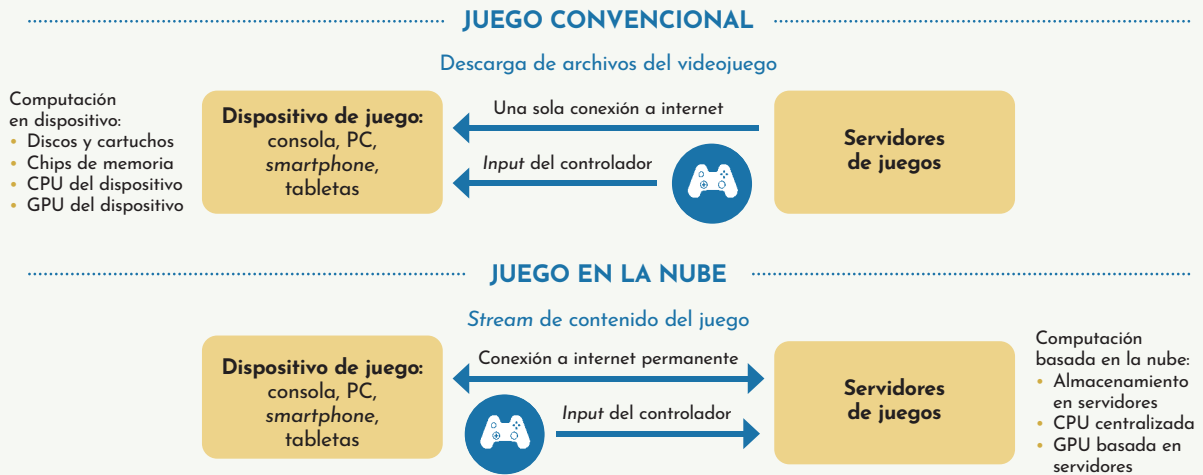 JUEGO CONVENCIONAL
Descarga de archivos del videojuego
Computación
en dispositivo:
• Discos y cartuchos
• Chips de memoria
• CPU del dispositivo
• GPU del dispositivo
Dispositivo de juego:
consola, PC,
smartphone,
tabletas
Una sola conexión a internet
Input del controlador
Servidores
de juegos
JUEGO EN LA NUBE
Stream de contenido del juego
Dispositivo de juego:
consola, PC,
smartphone,
tabletas
Conexión a internet permanente
Input del controlador
Servidores
de juegos
Computación
basada en la nube:
• Almacenamiento
en servidores
• CPU centralizada
• GPU basada en
servidores